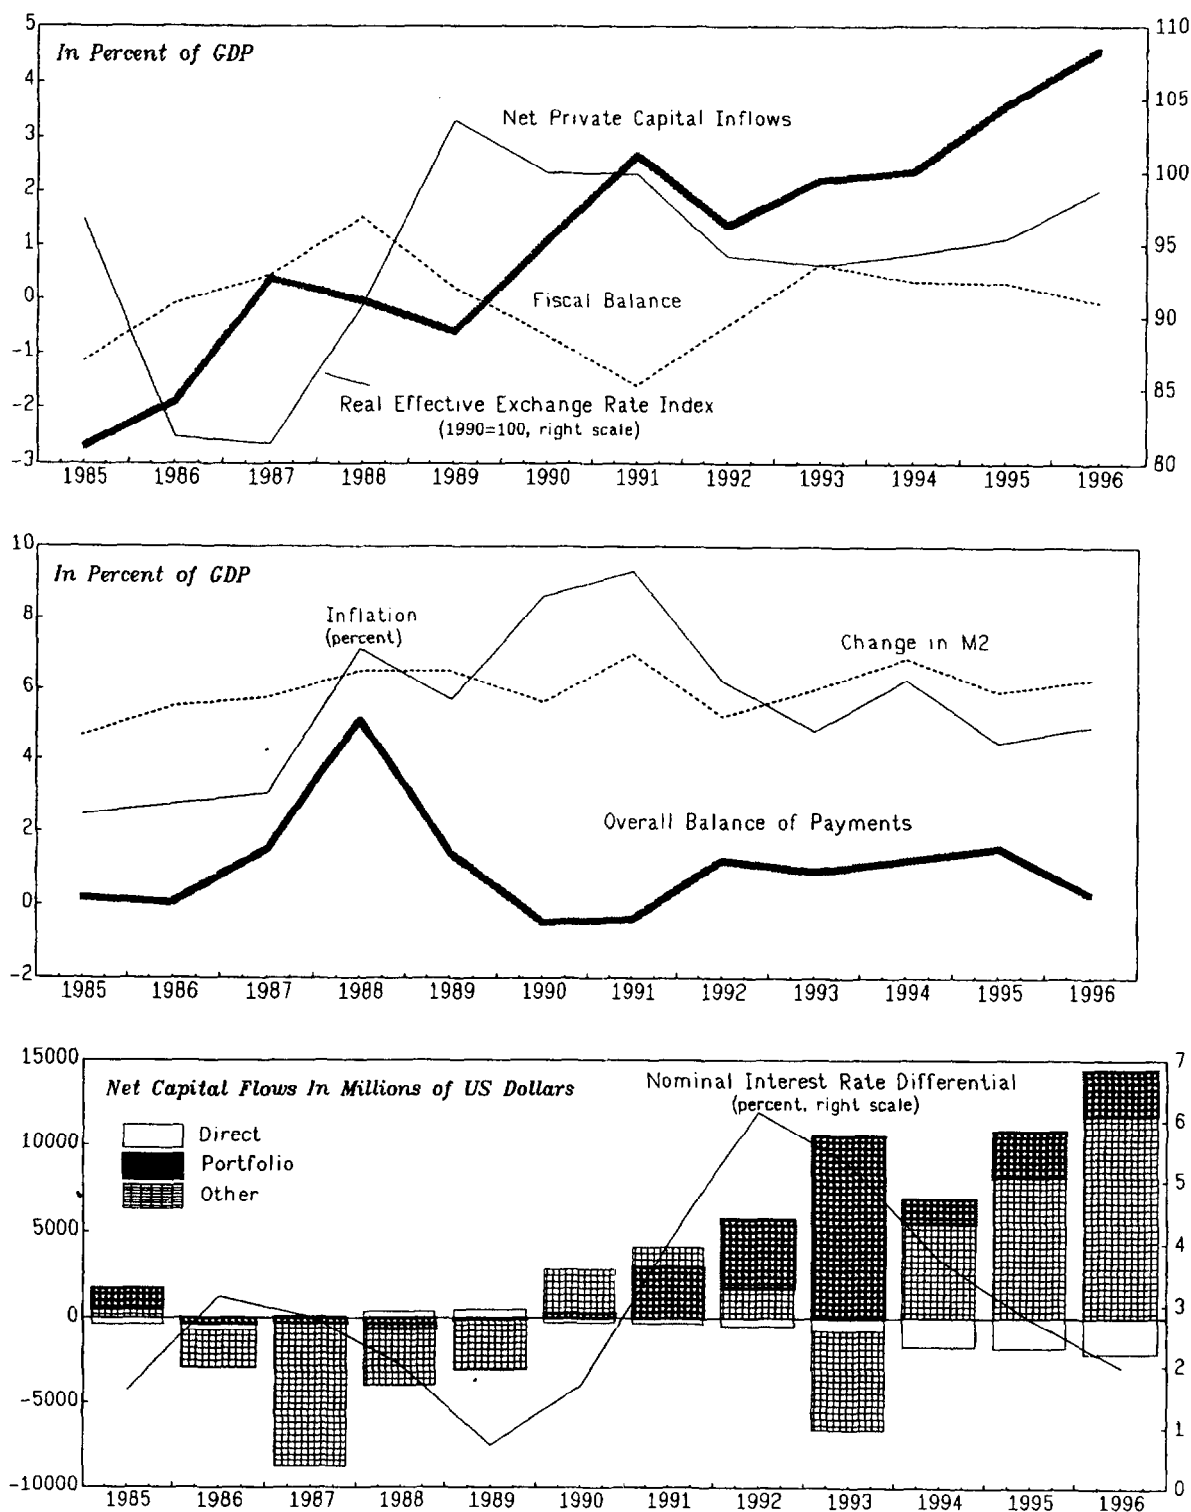 In Percent of GDP
5
4
3
2
1
0
-1
-2
-3
110
105
100
95
90
85
80
Net Private Capital Inflows
Fiscal Balance
Real Effective Exchange Rate Index
(1990=100, right scale)
1985 1986 1987 1988 1989 1990 1991 1992 1993 1994 1995 1996
In Percent of GDP
10
8
6
4
2
0
-2
Inflation
(percent)
Change in M2
Overall Balance of Payments
1985 1986 1987 1988 1989 1990 1991 1992 1993 1994 1995 1996
15000
10000
5000
0
-5000
-10000
7
6
5
4
3
2
1
0
Net Capital Flows In Millions of US Dollars
Nominal Interest Rate Differential
(percent, right scale)
Direct
Portfolio
Other
1985 1986 1987 1988 1989 1990 1991 1992 1993 1994 1995 1996